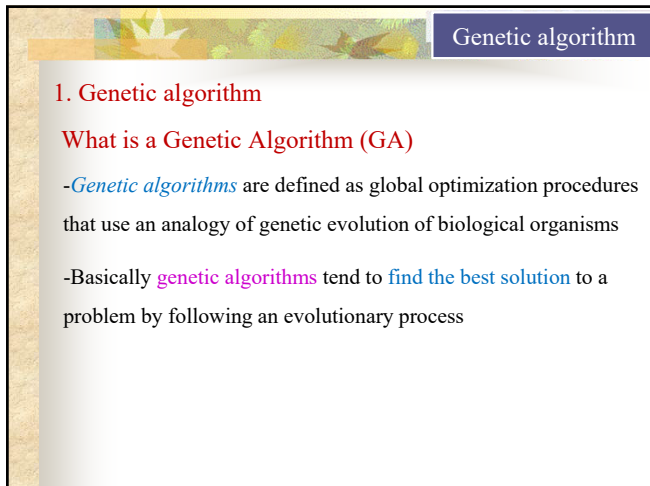 Genetic algorithm
1. Genetic algorithm
What is a Genetic Algorithm (GA)
-Genetic algorithms are defined as global optimization procedures
that use an analogy of genetic evolution of biological organisms
-Basically genetic algorithms tend to find the best solution to a
problem by following an evolutionary process